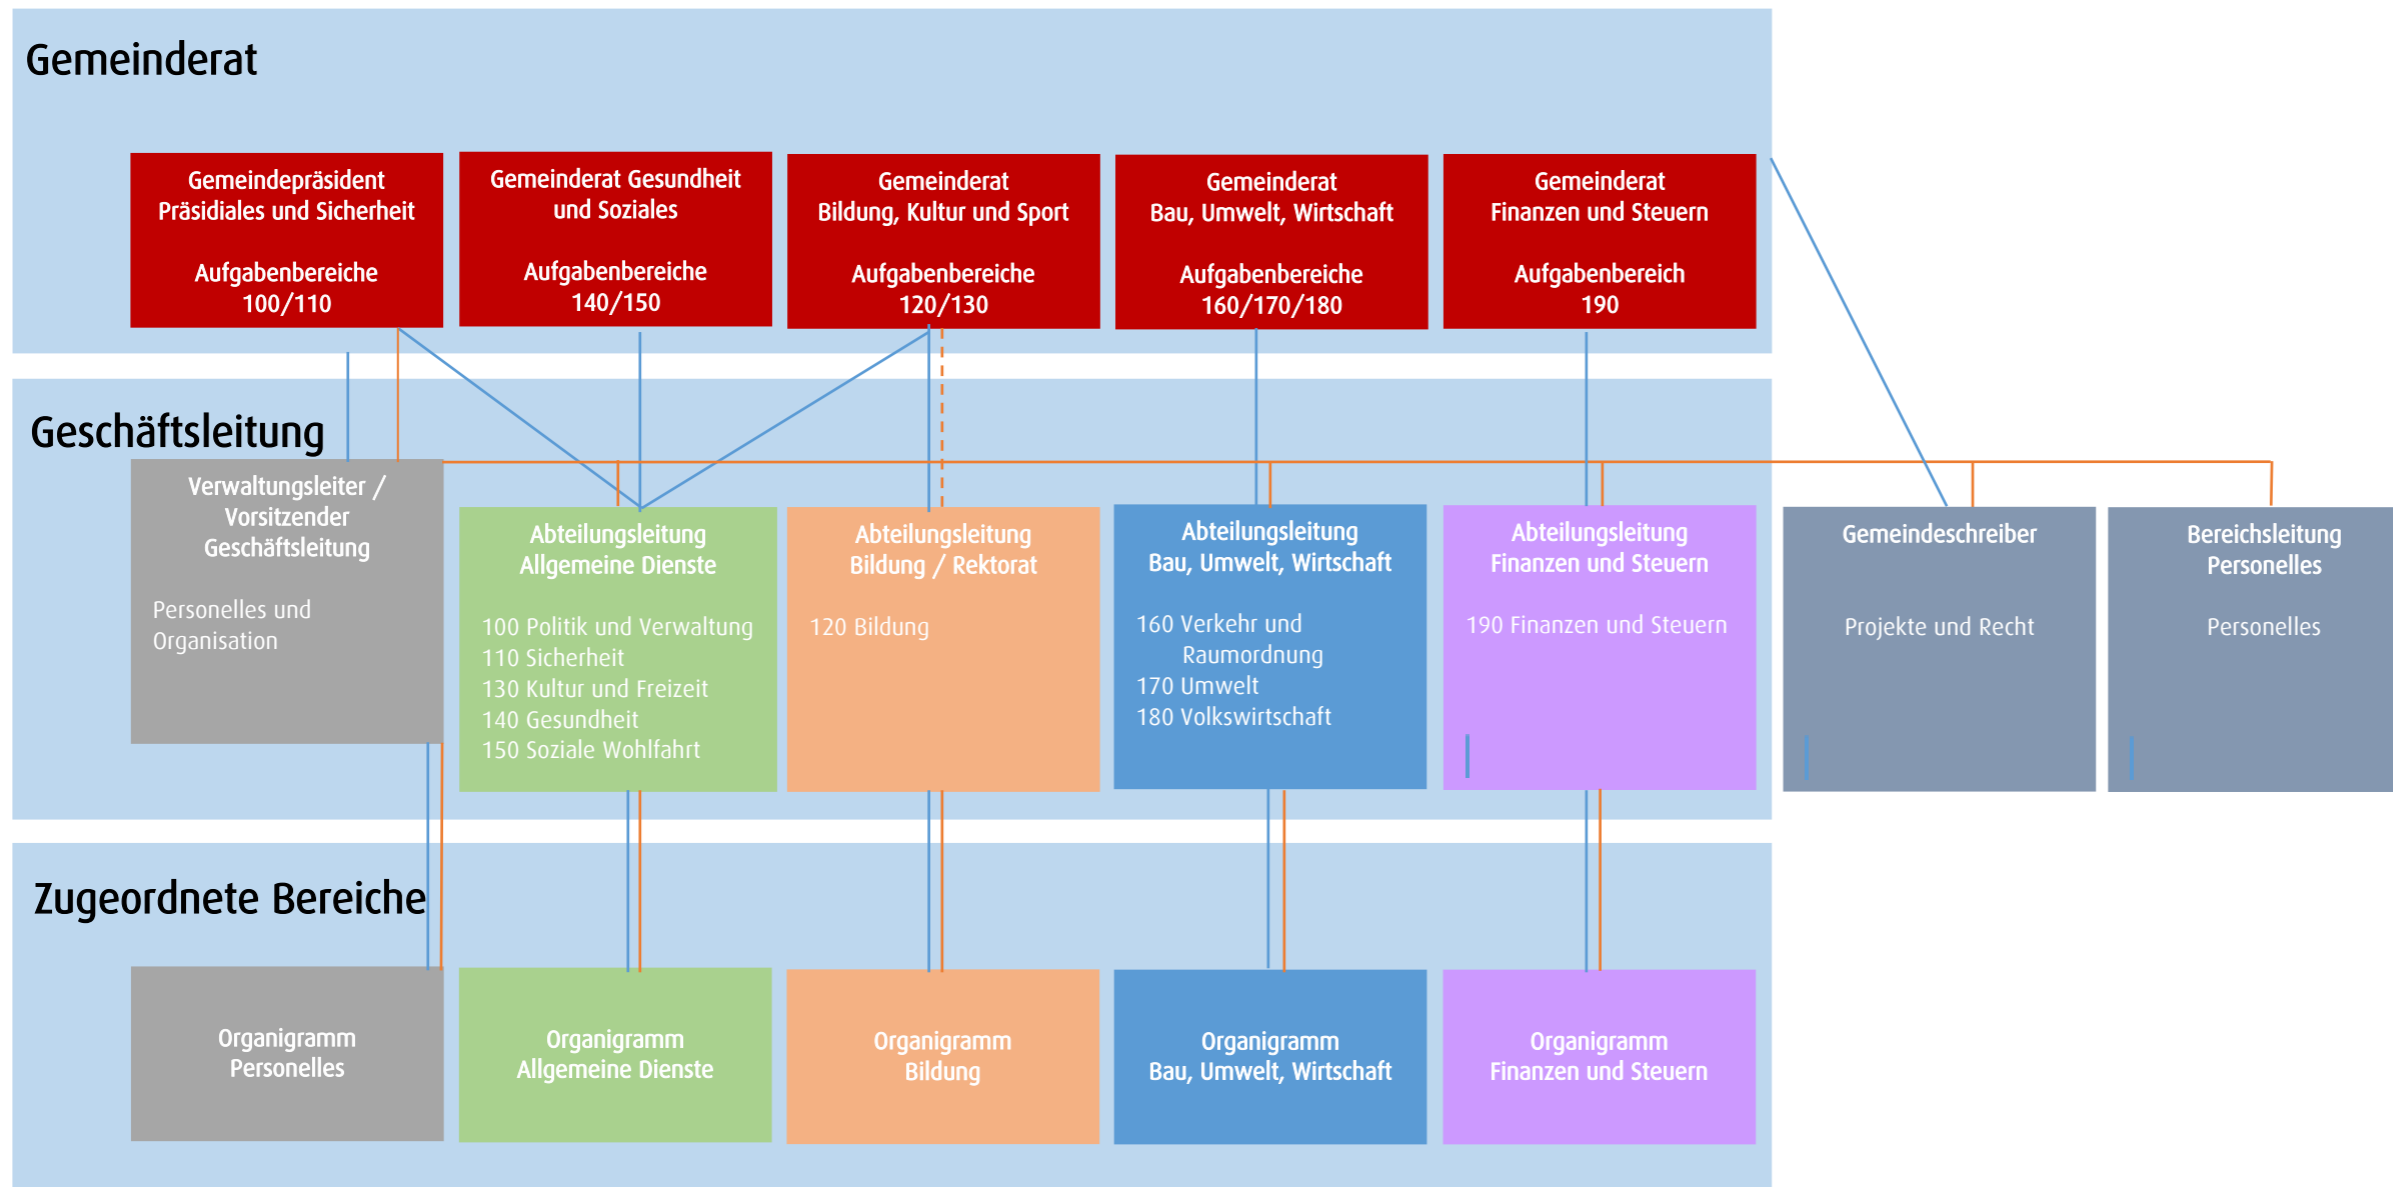 Gemeinderat
Gemeindepräsident
Präsidiales und Sicherheit
Aufgabenbereiche
100/110
Gemeinderat Gesundheit
und Soziales
Aufgabenbereiche
140/150
Gemeinderat
Bildung, Kultur und Sport
Aufgabenbereiche
120/130
Gemeinderat
Bau, Umwelt, Wirtschaft
Aufgabenbereiche
160/170/180
Gemeinderat
Finanzen und Steuern
Aufgabenbereich
190
Geschäftsleitung
Verwaltungsleiter /
Vorsitzender
Geschäftsleitung
Personelles und
Organisation
Abteilungsleitung
Allgemeine Dienste
100 Politik und Verwaltung
110 Sicherheit
130 Kultur und Freizeit
140 Gesundheit
150 Soziale Wohlfahrt
Abteilungsleitung
Bildung / Rektorat
120 Bildung
Abteilungsleitung
Bau, Umwelt, Wirtschaft
160 Verkehr und
Raumordnung
170 Umwelt
180 Volkswirtschaft
Abteilungsleitung
Finanzen und Steuern
190 Finanzen und Steuern
Gemeindeschreiber
Projekte und Recht
Bereichsleitung
Personelles
Personelles
Zugeordnete Bereiche
Organigramm
Personelles
Organigramm
Allgemeine Dienste
Organigramm
Bildung
Organigramm
Bau, Umwelt, Wirtschaft
Organigramm
Finanzen und Steuern